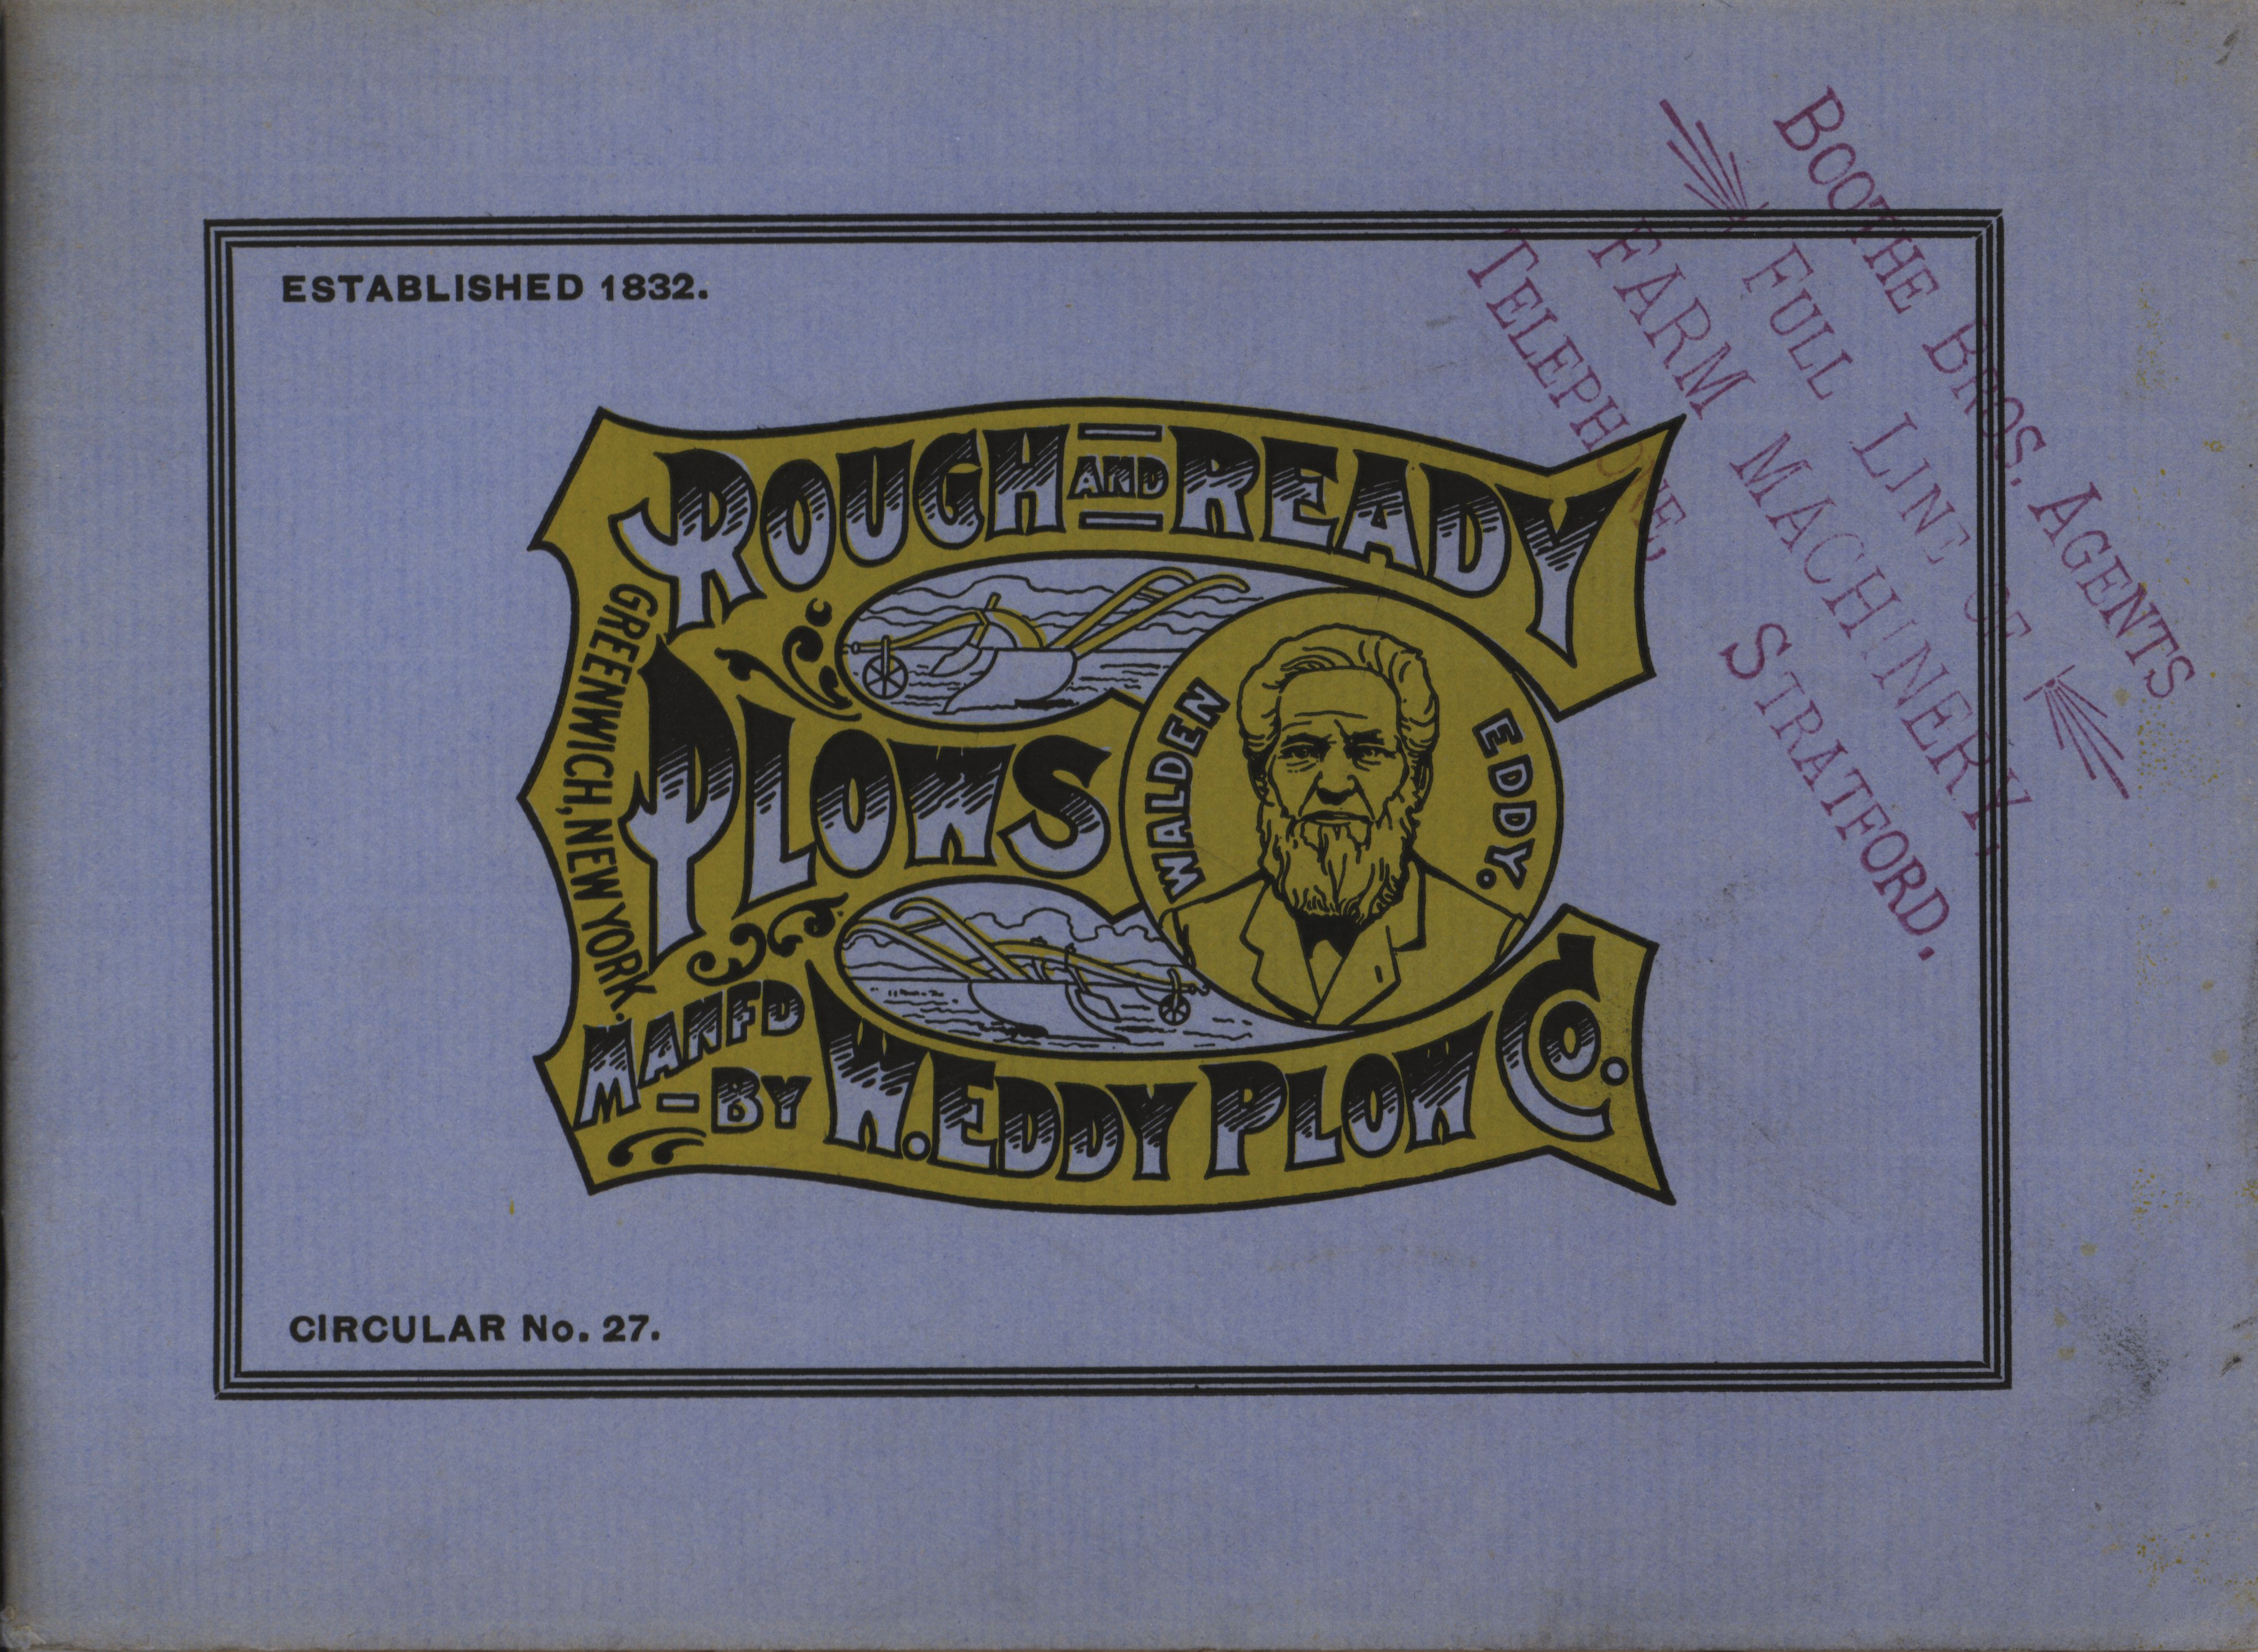 ESTABLISHED 1832.
ROUGH AND READY
PLOWS
GREENWICH, NEW YORK.
WALDEN EDDY.
MANFD
- BY W. EDDY PLOW CO.
CIRCULAR No. 27.
BOOTHE BROS. AGENTS
FULL LINE OF
FARM MACHINERY,
TELEPHONE, STRATFORD.